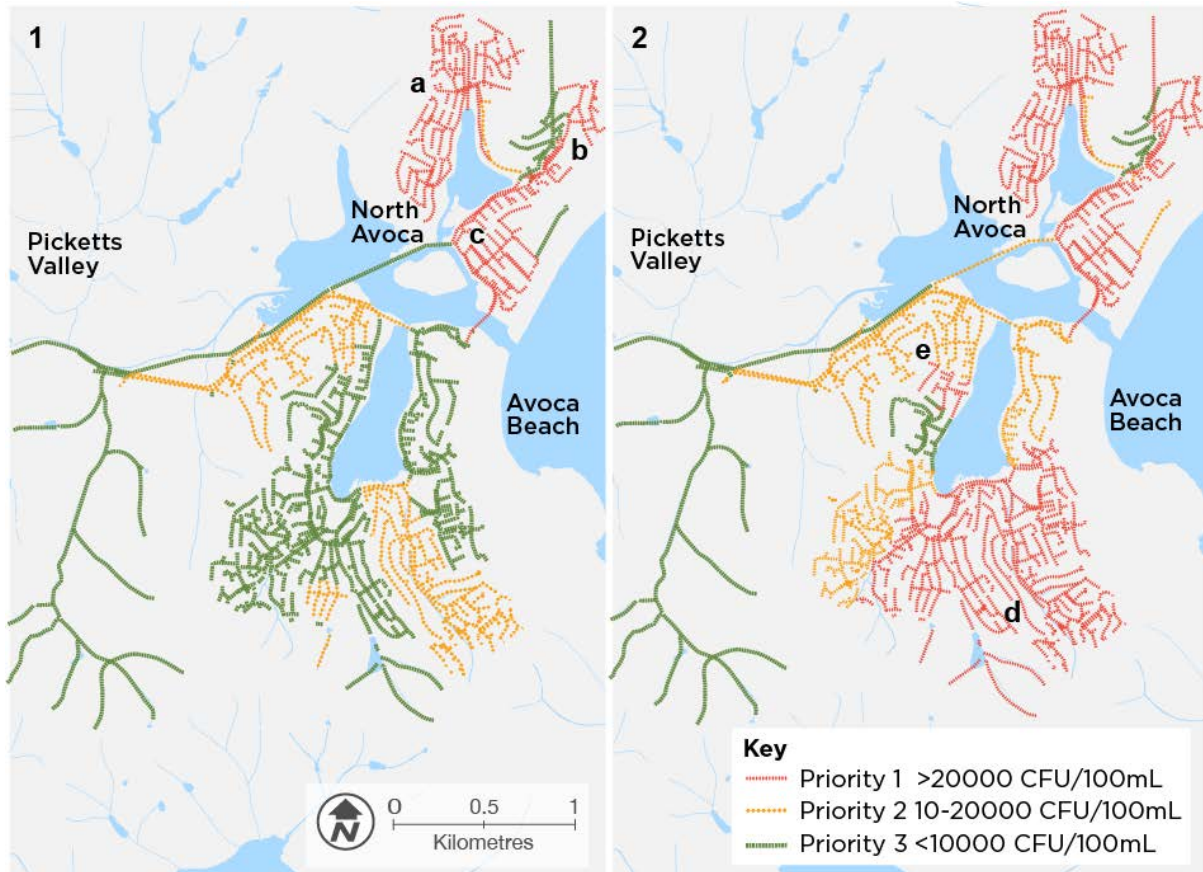 1
a
b
North
Avoca
c
Picketts
Valley
Avoca
Beach
N
0 0.5 1
Kilometres
2
North
Avoca
Picketts
Valley
e
Avoca
Beach
d
Key
Priority 1 >20000 CFU/100mL
Priority 2 10-20000 CFU/100mL
Priority 3 <10000 CFU/100mL